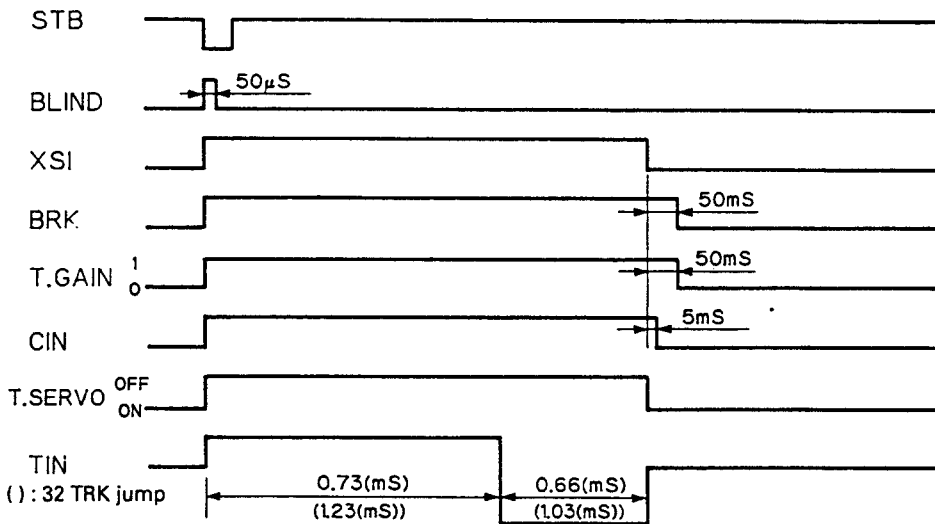 STB
50μS
BLIND
XSI
50mS
BRK
50mS
T.GAIN 1
0
5mS
CIN
T.SERVO OFF
ON
TIN
( ) : 32 TRK jump
0.73(mS) 0.66(mS)
(1.23(mS)) (1.03(mS))